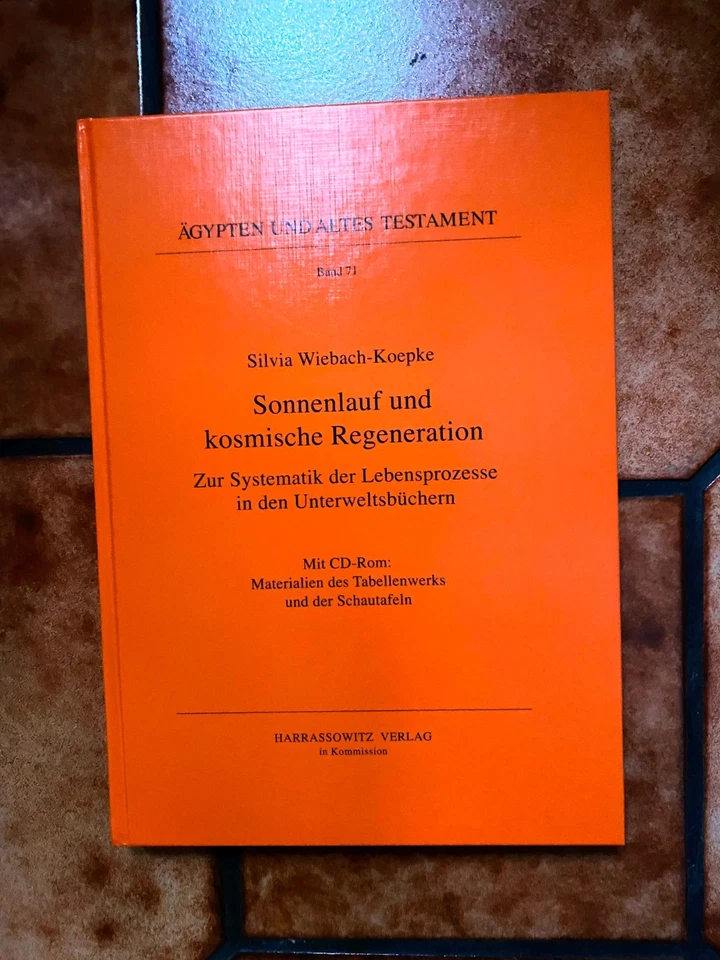 ÄGYPTEN UND ALTES TESTAMENT
Band 71
Silvia Wiebach-Koepke
Sonnenlauf und
kosmische Regeneration
Zur Systematik der Lebensprozesse
in den Unterweltsbüchern
Mit CD-Rom:
Materialien des Tabellenwerks
und der Schautafeln
HARRASSOWITZ VERLAG
in Kommission